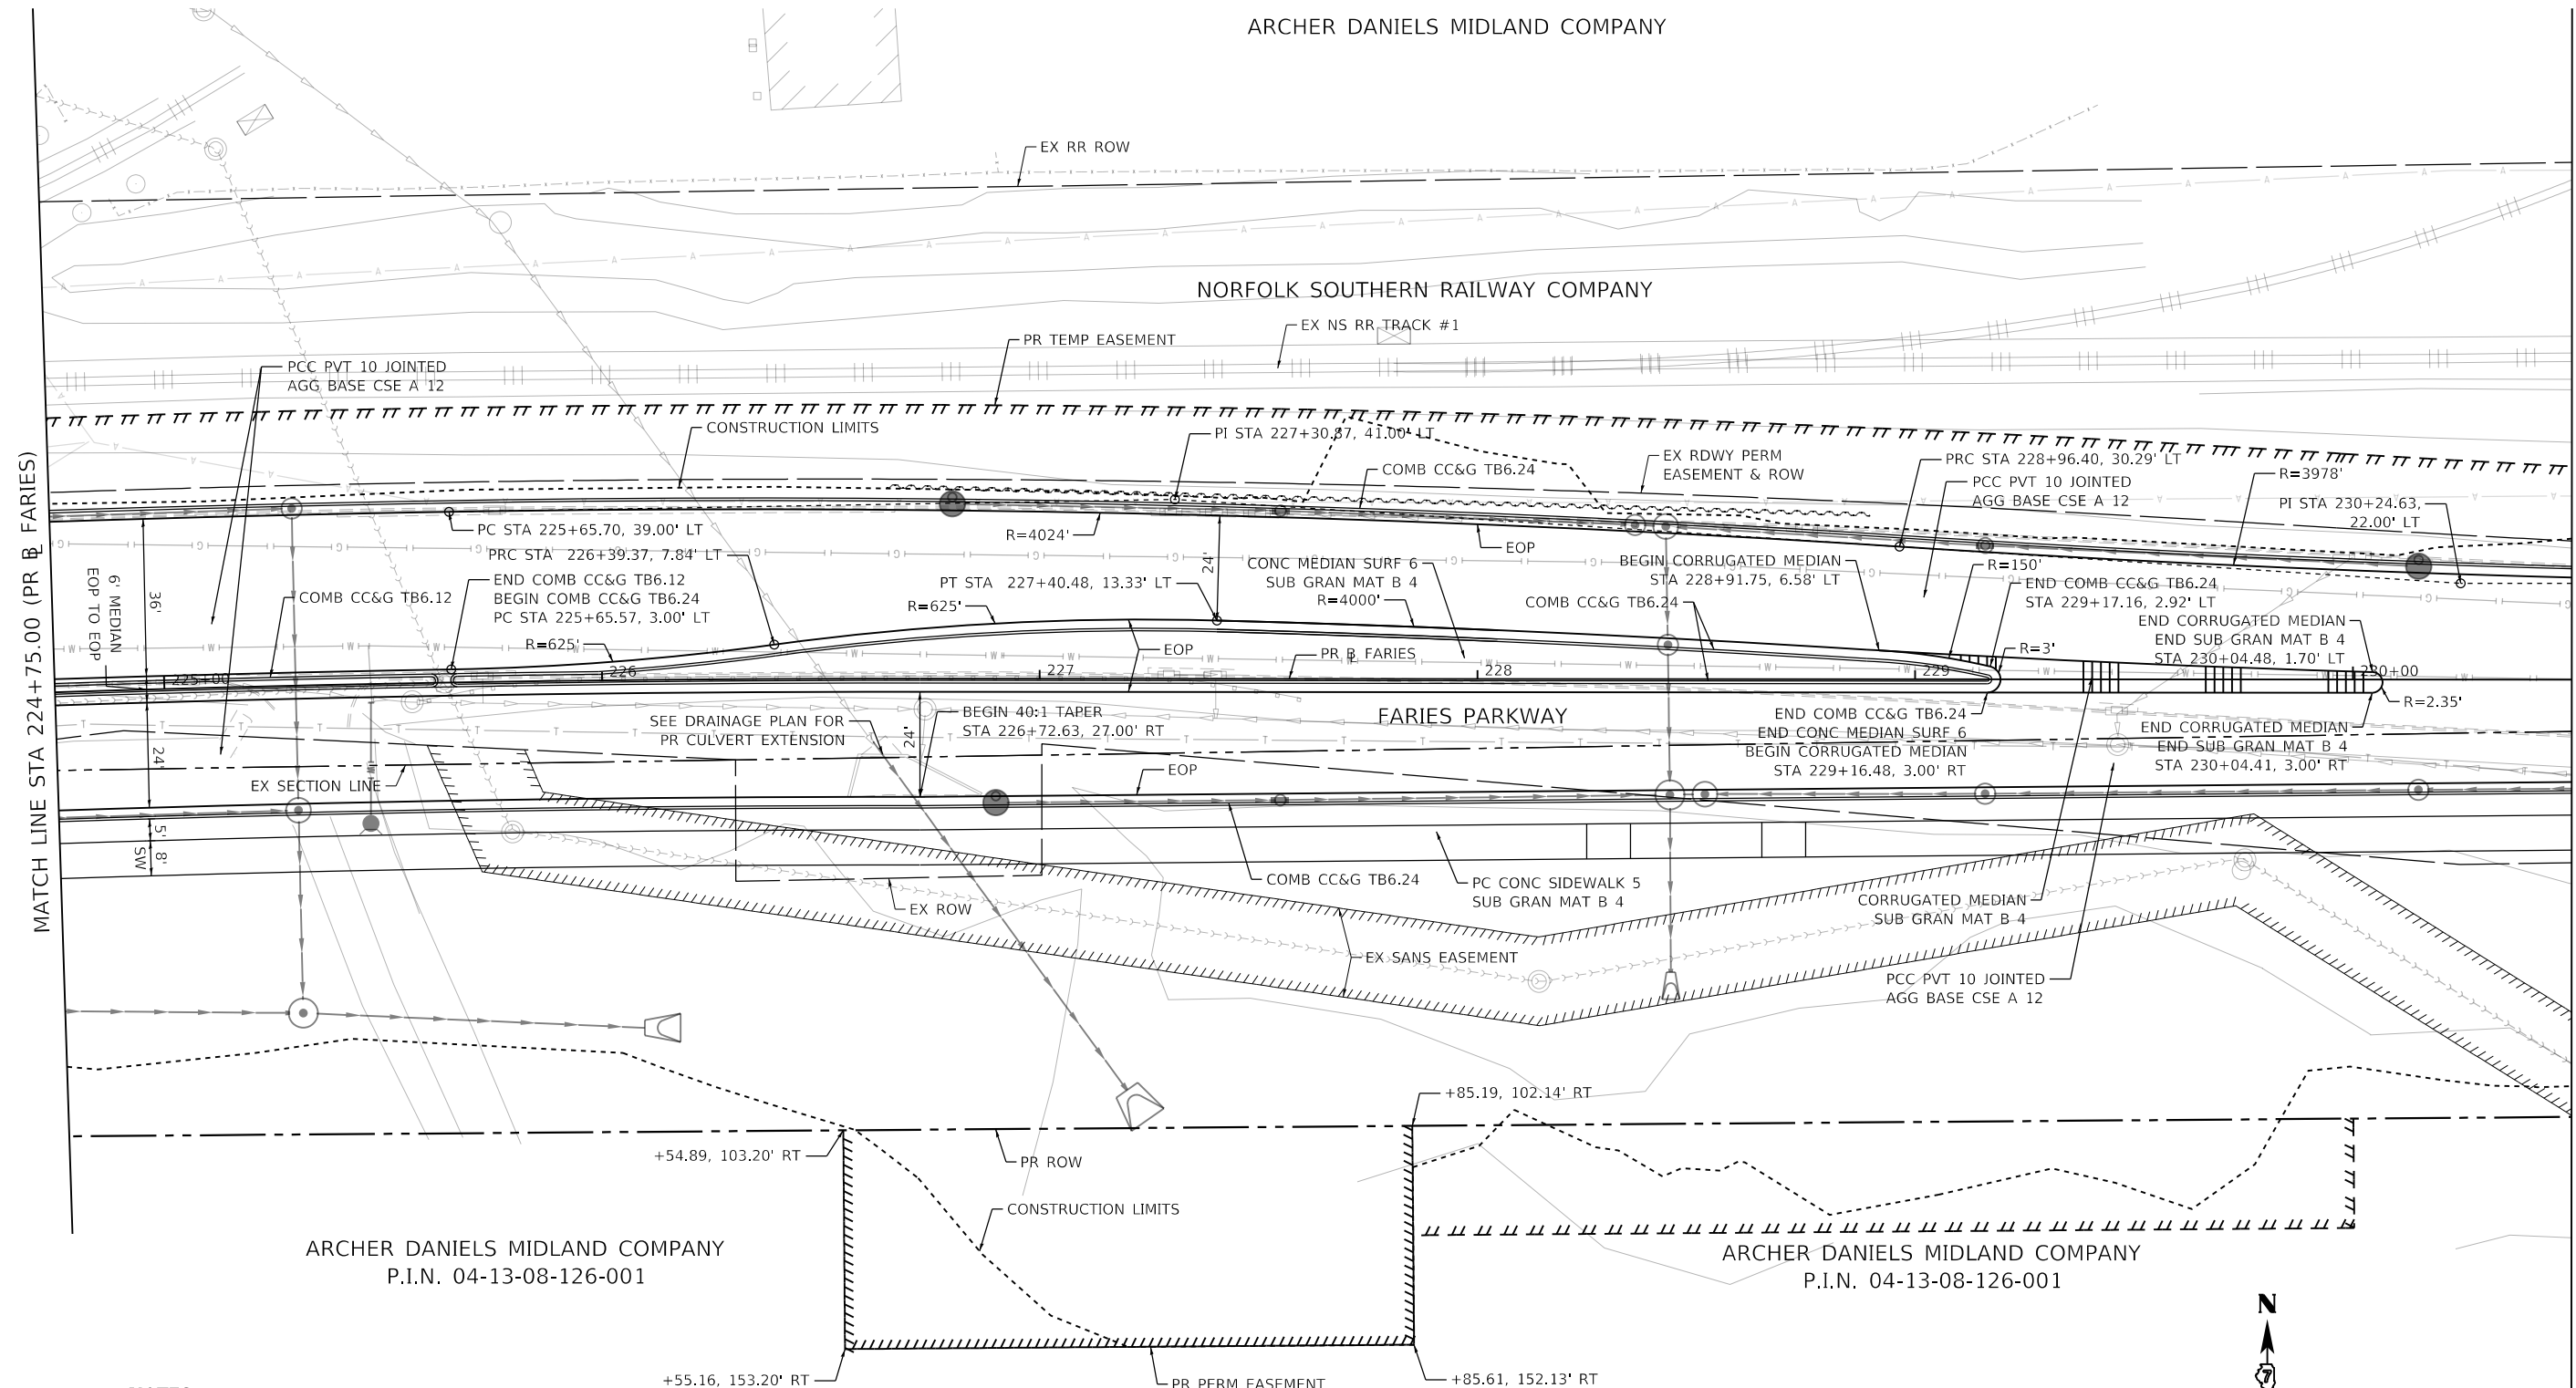 ARCHER DANIELS MIDLAND COMPANY
EX RR ROW
NORFOLK SOUTHERN RAILWAY COMPANY
EX NS RR TRACK #1
PR TEMP EASEMENT
PCC PVT 10 JOINTED
AGG BASE CSE A 12
CONSTRUCTION LIMITS
PI STA 227+30.87, 41.00' LT
COMB CC&G TB6.24
EX RDWY PERM
EASEMENT & ROW
PRC STA 228+96.40, 30.29' LT
R=3978'
PCC PVT 10 JOINTED
AGG BASE CSE A 12
PI STA 230+24.63,
22.00' LT
MATCH LINE STA 224+75.00 (PR ⅊ FARIES)
PC STA 225+65.70, 39.00' LT
R=4024'
EOP
PRC STA 226+39.37, 7.84' LT
END COMB CC&G TB6.12
BEGIN COMB CC&G TB6.24
PC STA 225+65.57, 3.00' LT
COMB CC&G TB6.12
6' MEDIAN
EOP TO EOP
36'
R=625'
PT STA 227+40.48, 13.33' LT
R=625'
24'
CONC MEDIAN SURF 6
SUB GRAN MAT B 4
R=4000'
BEGIN CORRUGATED MEDIAN
STA 228+91.75, 6.58' LT
COMB CC&G TB6.24
R=150'
END COMB CC&G TB6.24
STA 229+17.16, 2.92' LT
R=3'
END CORRUGATED MEDIAN
END SUB GRAN MAT B 4
STA 230+04.48, 1.70' LT
EOP
PR ⅊ FARIES
225+00
226
227
228
229
230+00
R=2.35'
SEE DRAINAGE PLAN FOR
PR CULVERT EXTENSION
24'
BEGIN 40:1 TAPER
STA 226+72.63, 27.00' RT
FARIES PARKWAY
END COMB CC&G TB6.24
END CONC MEDIAN SURF 6
BEGIN CORRUGATED MEDIAN
STA 229+16.48, 3.00' RT
END CORRUGATED MEDIAN
END SUB GRAN MAT B 4
STA 230+04.41, 3.00' RT
24'
EX SECTION LINE
EOP
5'
8'
SW
COMB CC&G TB6.24
PC CONC SIDEWALK 5
SUB GRAN MAT B 4
EX ROW
CORRUGATED MEDIAN
SUB GRAN MAT B 4
EX SANS EASEMENT
PCC PVT 10 JOINTED
AGG BASE CSE A 12
+85.19, 102.14' RT
+54.89, 103.20' RT
PR ROW
CONSTRUCTION LIMITS
ARCHER DANIELS MIDLAND COMPANY
P.I.N. 04-13-08-126-001
ARCHER DANIELS MIDLAND COMPANY
P.I.N. 04-13-08-126-001
N
7
+55.16, 153.20' RT
PR PERM EASEMENT
+85.61, 152.13' RT